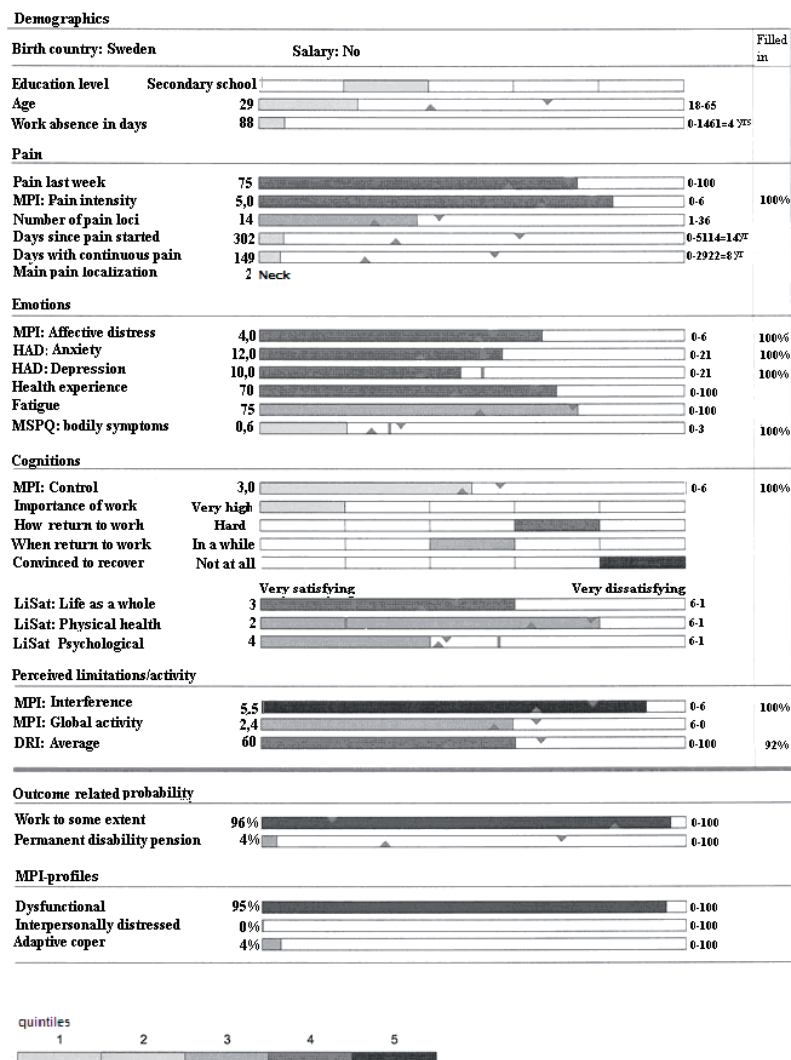 Demographics
Birth country: Sweden Salary: No Filled in
Education level Secondary school
Age 29 18-65
Work absence in days 88 0-1461=4 yrs
Pain
Pain last week 75 0-100
MPI: Pain intensity 5,0 0-6 100%
Number of pain loci 14 1-36
Days since pain started 302 0-5114=14yr
Days with continuous pain 149 0-2922=8 yr
Main pain localization 2 Neck
Emotions
MPI: Affective distress 4,0 0-6 100%
HAD: Anxiety 12,0 0-21 100%
HAD: Depression 10,0 0-21 100%
Health experience 70 0-100
Fatigue 75 0-100
MSPQ: bodily symptoms 0,6 0-3 100%
Cognitions
MPI: Control 3,0 0-6 100%
Importance of work Very high
How return to work Hard
When return to work In a while
Convinced to recover Not at all
Very satisfying Very dissatisfying
LiSat: Life as a whole 3 6-1
LiSat: Physical health 2 6-1
LiSat Psychological 4 6-1
Perceived limitations/activity
MPI: Interference 5,5 0-6 100%
MPI: Global activity 2,4 6-0
DRI: Average 60 0-100 92%
Outcome related probability
Work to some extent 96% 0-100
Permanent disability pension 4% 0-100
MPI-profiles
Dysfunctional 95% 0-100
Interpersonally distressed 0% 0-100
Adaptive coper 4% 0-100
quintiles
1 2 3 4 5